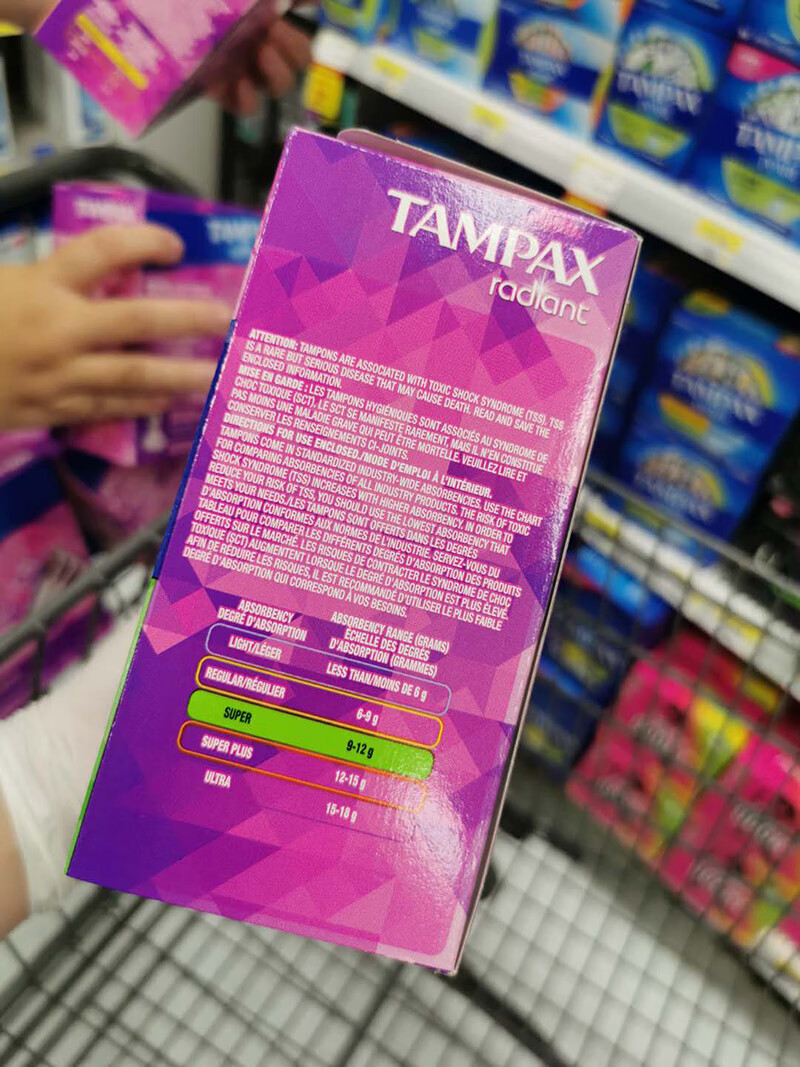 TAMPAX
radiant
ATTENTION: TAMPONS ARE ASSOCIATED WITH TOXIC SHOCK SYNDROME (TSS). TSS
IS A RARE BUT SERIOUS DISEASE THAT MAY CAUSE DEATH. READ AND SAVE THE
ENCLOSED INFORMATION.
MISE EN GARDE : LES TAMPONS HYGIÉNIQUES SONT ASSOCIÉS AU SYNDROME DE
CHOC TOXIQUE (SCT). LE SCT SE MANIFESTE RAREMENT, MAIS IL N'EN CONSTITUE
PAS MOINS UNE MALADIE GRAVE QUI PEUT ÊTRE MORTELLE. VEUILLEZ LIRE ET
CONSERVER LES RENSEIGNEMENTS CI-JOINTS.
DIRECTIONS FOR USE ENCLOSED./MODE D'EMPLOI À L'INTÉRIEUR.
TAMPONS COME IN STANDARDIZED INDUSTRY-WIDE ABSORBENCIES. USE THE CHART
FOR COMPARING ABSORBENCIES OF ALL INDUSTRY PRODUCTS. THE RISK OF TOXIC
SHOCK SYNDROME (TSS) INCREASES WITH HIGHER ABSORBENCY. IN ORDER TO
REDUCE YOUR RISK OF TSS, YOU SHOULD USE THE LOWEST ABSORBENCY THAT
MEETS YOUR NEEDS./LES TAMPONS SONT OFFERTS DANS LES DEGRÉS
D'ABSORPTION CONFORMES AUX NORMES DE L'INDUSTRIE. SERVEZ-VOUS DU
TABLEAU POUR COMPARER LES DIFFÉRENTS DEGRÉS D'ABSORPTION DES PRODUITS
OFFERTS SUR LE MARCHÉ. LES RISQUES DE CONTRACTER LE SYNDROME DE CHOC
TOXIQUE (SCT) AUGMENTENT LORSQUE LE DEGRÉ D'ABSORPTION EST PLUS ÉLEVÉ.
AFIN DE RÉDUIRE LES RISQUES, IL EST RECOMMANDÉ D'UTILISER LE PLUS FAIBLE
DEGRÉ D'ABSORPTION QUI CORRESPOND À VOS BESOINS.
ABSORBENCY ABSORBENCY RANGE (GRAMS)
DEGRÉ D'ABSORPTION ÉCHELLE DES DEGRÉS
D'ABSORPTION (GRAMMES)
LIGHT/LÉGER LESS THAN/MOINS DE 6 g
REGULAR/RÉGULIER 6-9 g
SUPER 9-12 g
SUPER PLUS 12-15 g
ULTRA 15-18 g
TAMPAX
TAMPAX